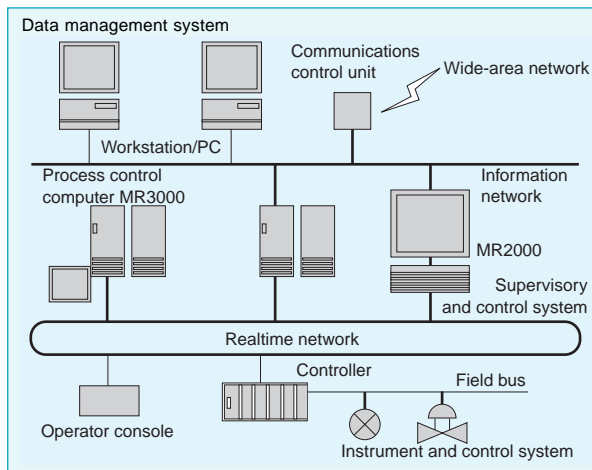 Data management system
Communications
control unit
Wide-area network
Workstation/PC
Process control
computer MR3000
Information
network
MR2000
Supervisory
and control system
Realtime network
Controller
Field bus
Operator console
Instrument and control system